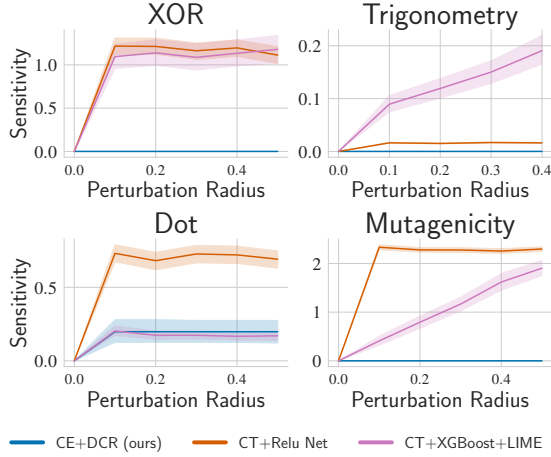 XOR
Sensitivity
1.0
0.5
0.0
0.0 0.2 0.4
Perturbation Radius
Trigonometry
0.2
0.1
0.0
0.0 0.1 0.2 0.3 0.4
Perturbation Radius
Dot
Sensitivity
0.5
0.0
0.0 0.2 0.4
Perturbation Radius
Mutagenicity
2
1
0
0.0 0.2 0.4
Perturbation Radius
CE+DCR (ours) CT+Relu Net CT+XGBoost+LIME